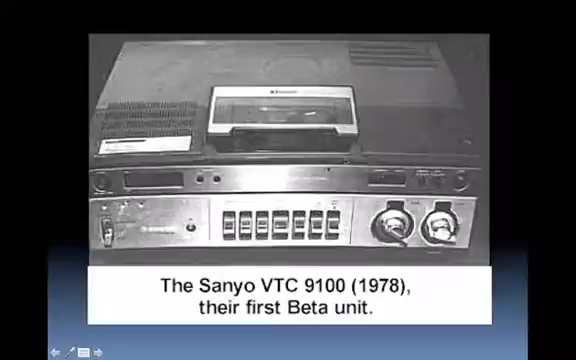 The Sanyo VTC 9100 (1978),
their first Beta unit.